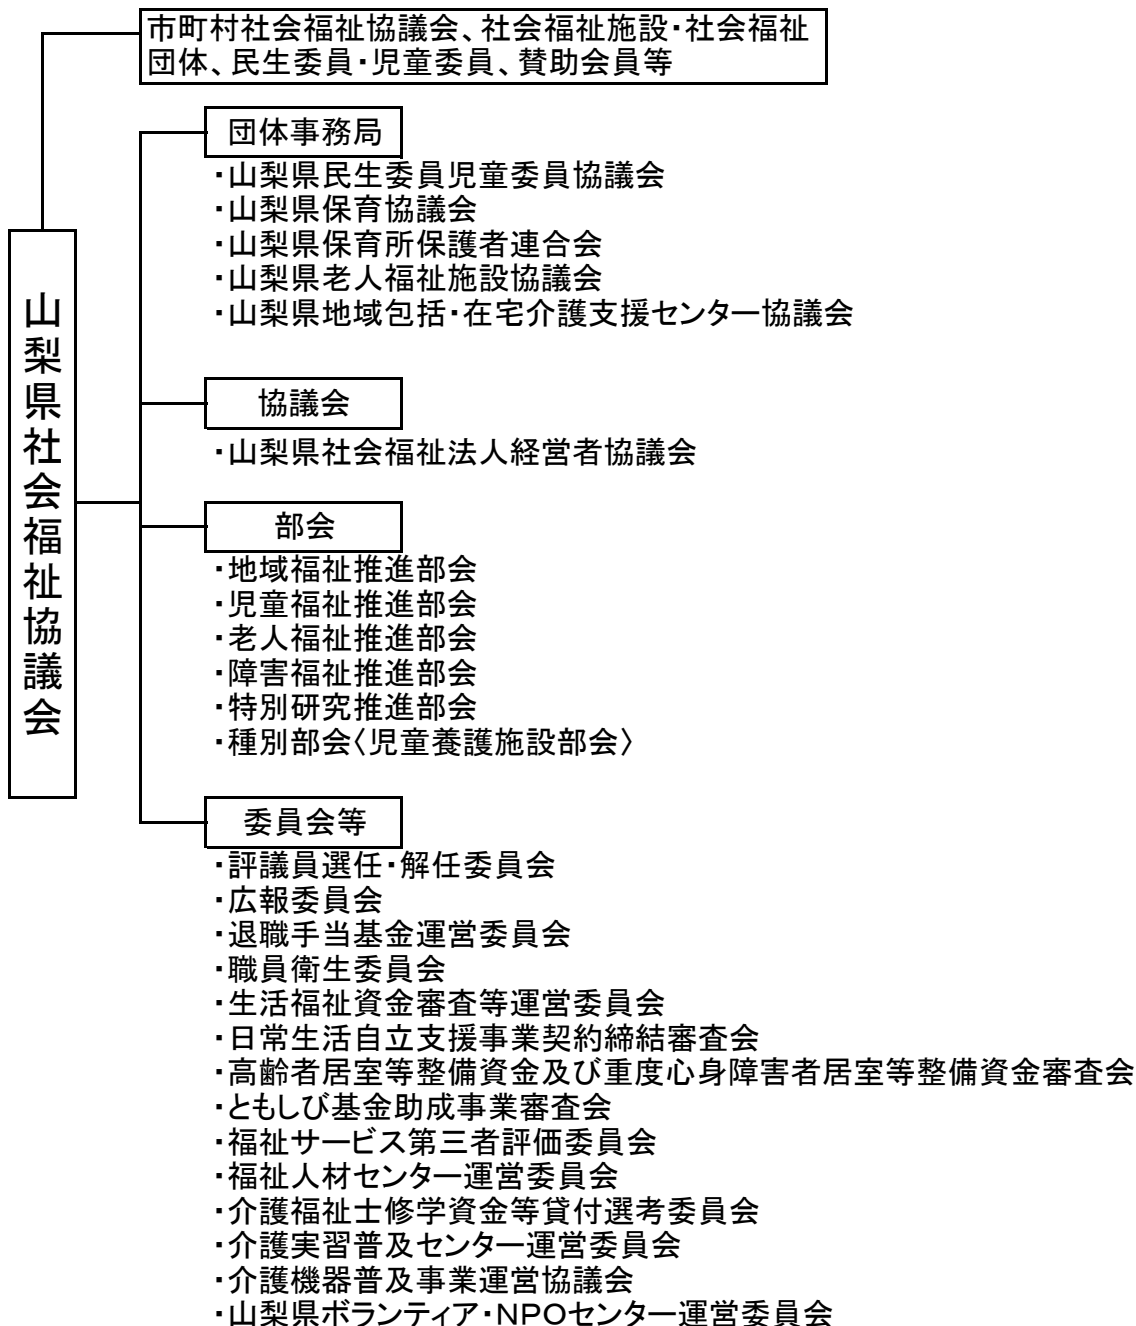 市町村社会福祉協議会、社会福祉施設・社会福祉
団体、民生委員・児童委員、賛助会員等
山梨県社会福祉協議会
団体事務局
・山梨県民生委員児童委員協議会
・山梨県保育協議会
・山梨県保育所保護者連合会
・山梨県老人福祉施設協議会
・山梨県地域包括・在宅介護支援センター協議会
協議会
・山梨県社会福祉法人経営者協議会
部会
・地域福祉推進部会
・児童福祉推進部会
・老人福祉推進部会
・障害福祉推進部会
・特別研究推進部会
・種別部会〈児童養護施設部会〉
委員会等
・評議員選任・解任委員会
・広報委員会
・退職手当基金運営委員会
・職員衛生委員会
・生活福祉資金審査等運営委員会
・日常生活自立支援事業契約締結審査会
・高齢者居室等整備資金及び重度心身障害者居室等整備資金審査会
・ともしび基金助成事業審査会
・福祉サービス第三者評価委員会
・福祉人材センター運営委員会
・介護福祉士修学資金等貸付選考委員会
・介護実習普及センター運営委員会
・介護機器普及事業運営協議会
・山梨県ボランティア・NPOセンター運営委員会